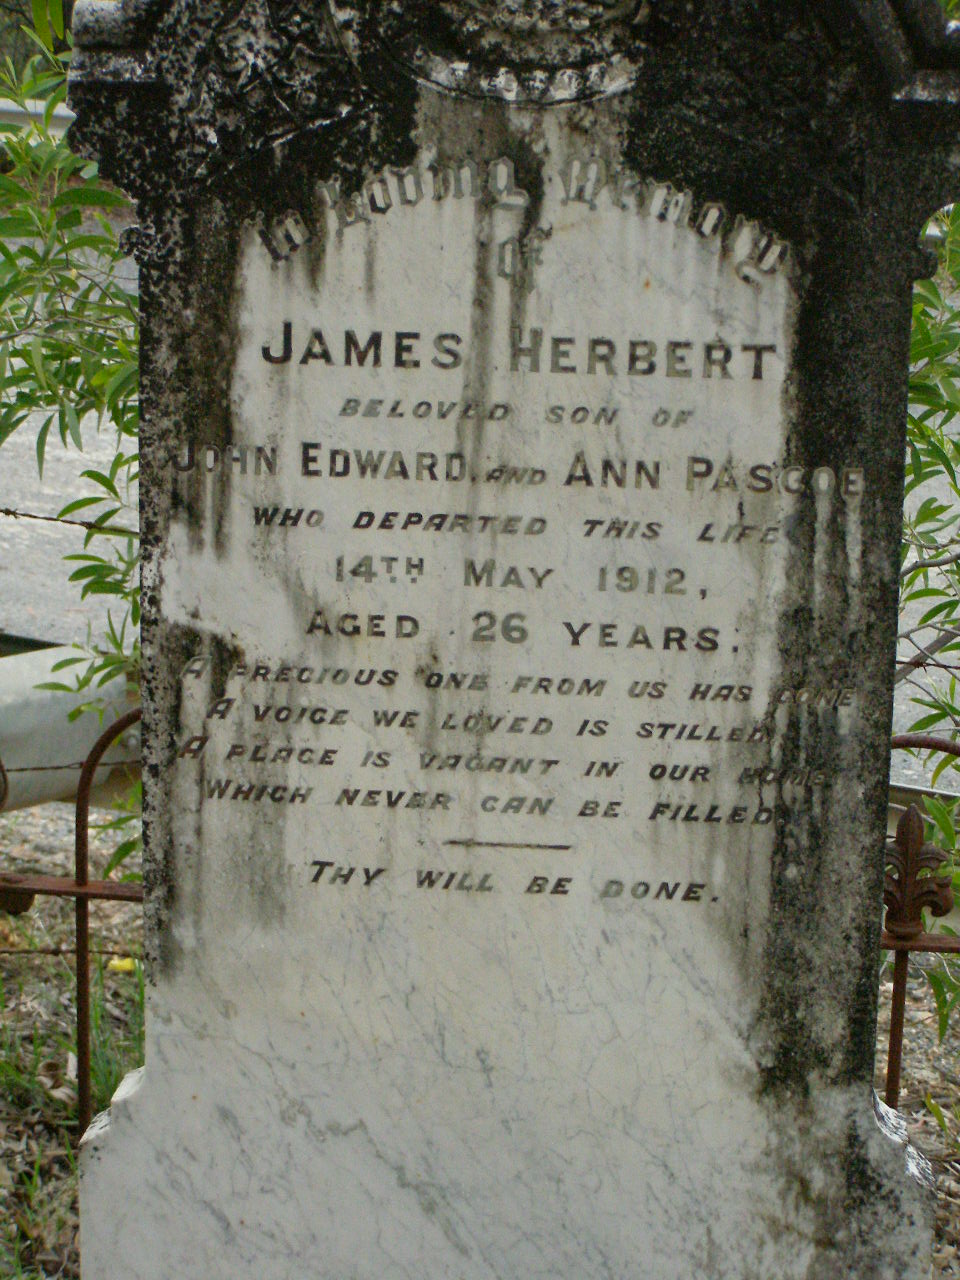 In Loving Memory
of
JAMES HERBERT
BELOVED SON OF
JOHN EDWARD, AND ANN PASCOE
WHO DEPARTED THIS LIFE
14TH MAY 1912,
AGED 26 YEARS;
A PRECIOUS ONE FROM US HAS GONE
A VOICE WE LOVED IS STILLED
A PLACE IS VACANT IN OUR HOME
WHICH NEVER CAN BE FILLED.
THY WILL BE DONE.